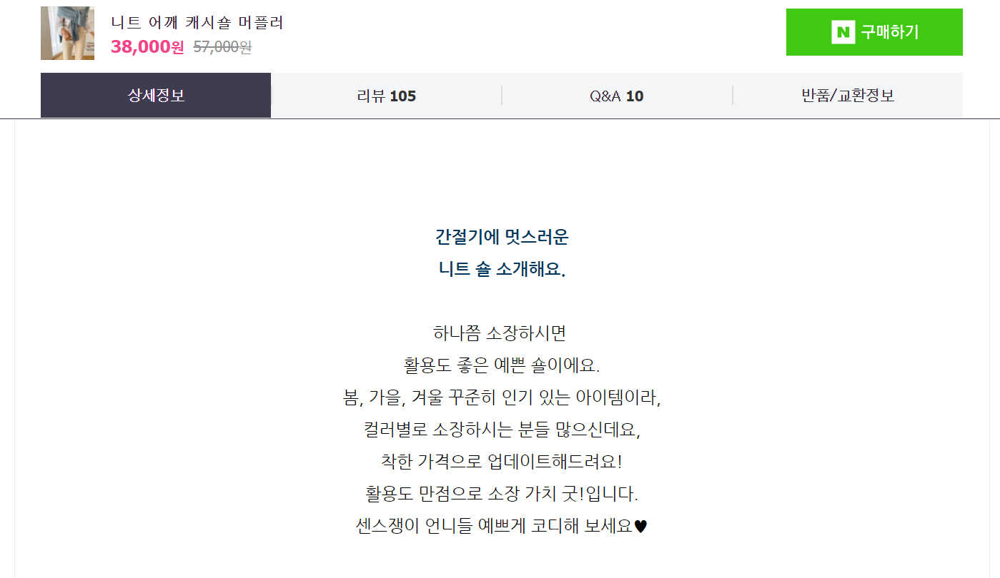 니트 어깨 캐시숄 머플러
38,000원 57,000원
N 구매하기
상세정보
리뷰 105
Q&A 10
반품/교환정보
간절기에 멋스러운
니트 숄 소개해요.
하나쯤 소장하시면
활용도 좋은 예쁜 숄이에요.
봄, 가을, 겨울 꾸준히 인기 있는 아이템이라,
컬러별로 소장하시는 분들 많으신데요,
착한 가격으로 업데이트해드려요!
활용도 만점으로 소장 가치 굿!입니다.
센스쟁이 언니들 예쁘게 코디해 보세요♥